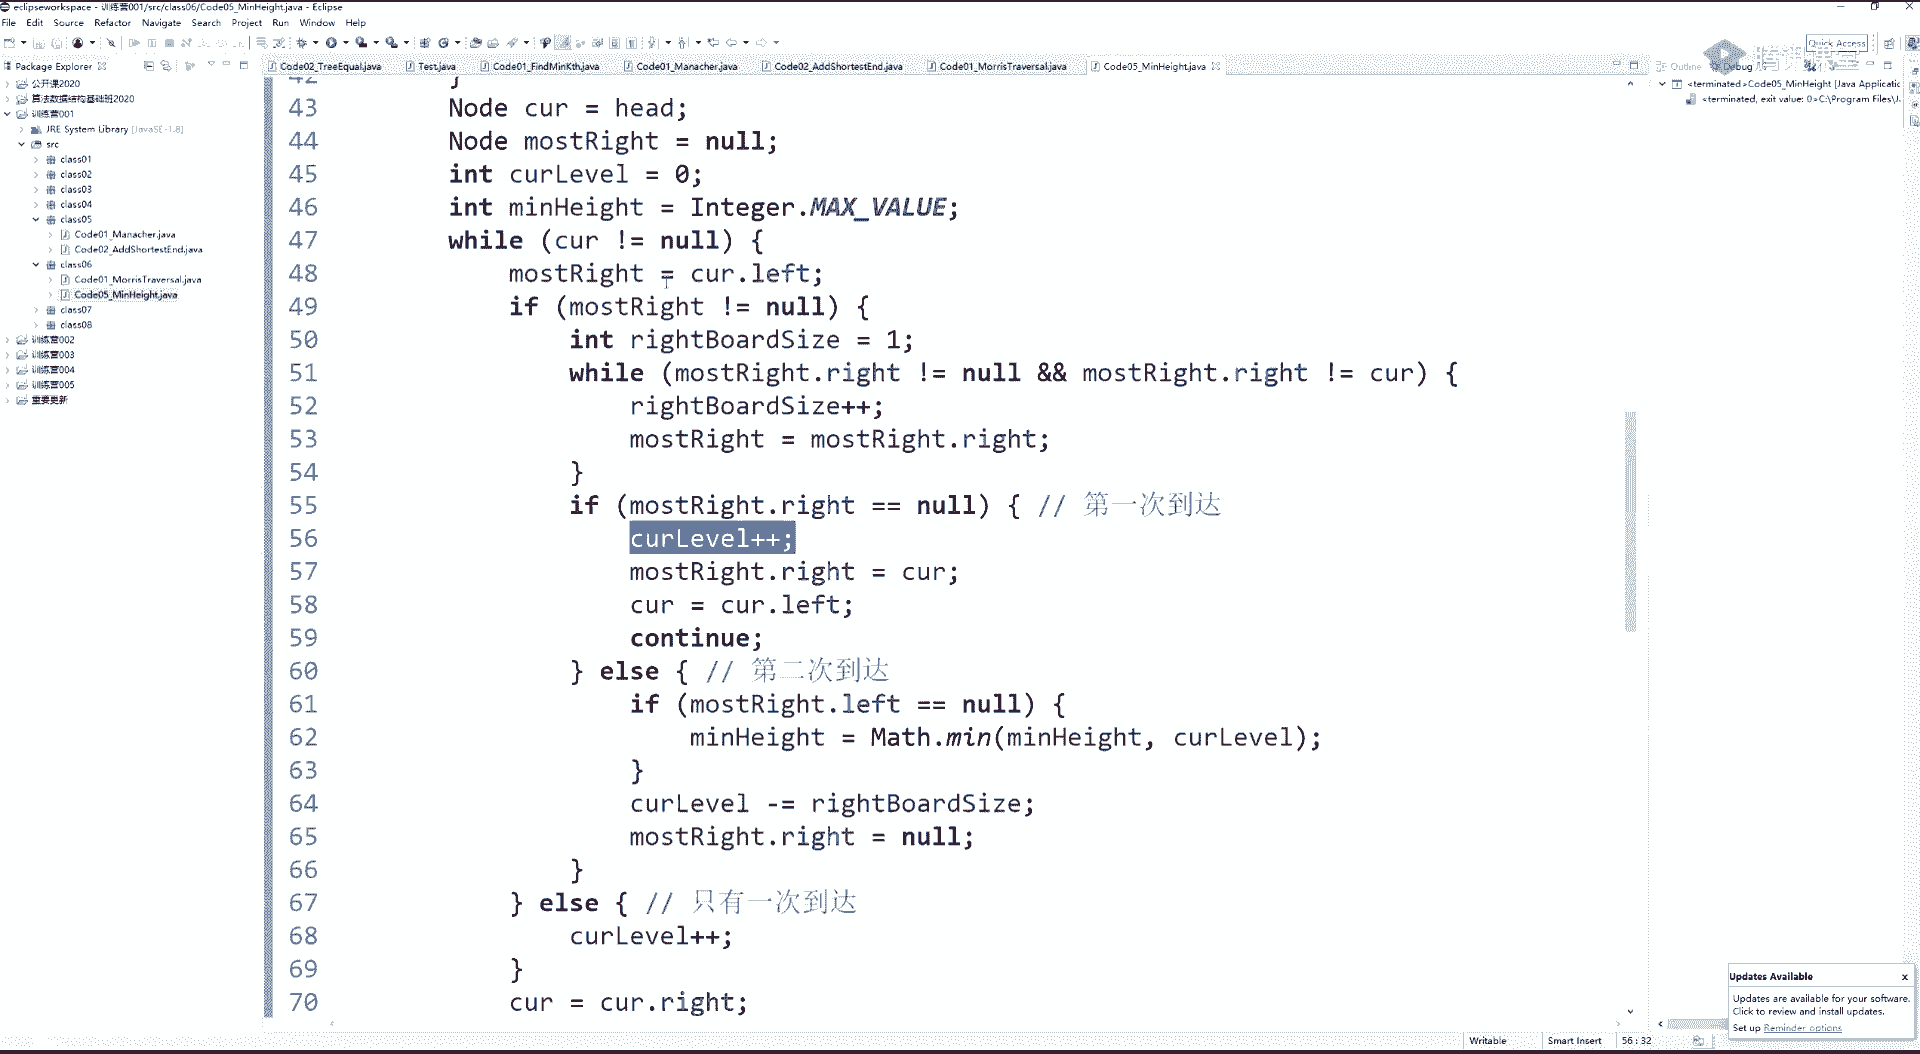 eclipseworkspace - 训练营001/src/class06/Code05_MinHeight.java - Eclipse
File Edit Source Refactor Navigate Search Project Run Window Help
Quick Access
腾讯课堂
Package Explorer
Code02_TreeEqual.java Test.java Code01_FindMinKth.java Code01_Manacher.java Code02_AddShortestEnd.java Code01_MorrisTraversal.java Code05_MinHeight.java
Outline Debug
公开课2020
算法数据结构基础班2020
训练营001
JRE System Library [JavaSE-1.8]
src
class01
class02
class03
class04
class05
Code01_Manacher.java
Code02_AddShortestEnd.java
class06
Code01_MorrisTraversal.java
Code05_MinHeight.java
class07
class08
训练营002
训练营003
训练营004
训练营005
重要更新
42 }
43 Node cur = head;
44 Node mostRight = null;
45 int curLevel = 0;
46 int minHeight = Integer.MAX_VALUE;
47 while (cur != null) {
48 mostRight = cur.left;
49 if (mostRight != null) {
50 int rightBoardSize = 1;
51 while (mostRight.right != null && mostRight.right != cur) {
52 rightBoardSize++;
53 mostRight = mostRight.right;
54 }
55 if (mostRight.right == null) { // 第一次到达
56 curLevel++;
57 mostRight.right = cur;
58 cur = cur.left;
59 continue;
60 } else { // 第二次到达
61 if (mostRight.left == null) {
62 minHeight = Math.min(minHeight, curLevel);
63 }
64 curLevel -= rightBoardSize;
65 mostRight.right = null;
66 }
67 } else { // 只有一次到达
68 curLevel++;
69 }
70 cur = cur.right;
<terminated>Code05_MinHeight [Java Applicatic
<terminated, exit value: 0>C:\Program Files\J
Updates Available x
Updates are available for your software.
Click to review and install updates.
Set up Reminder options
Writable Smart Insert 56 : 32